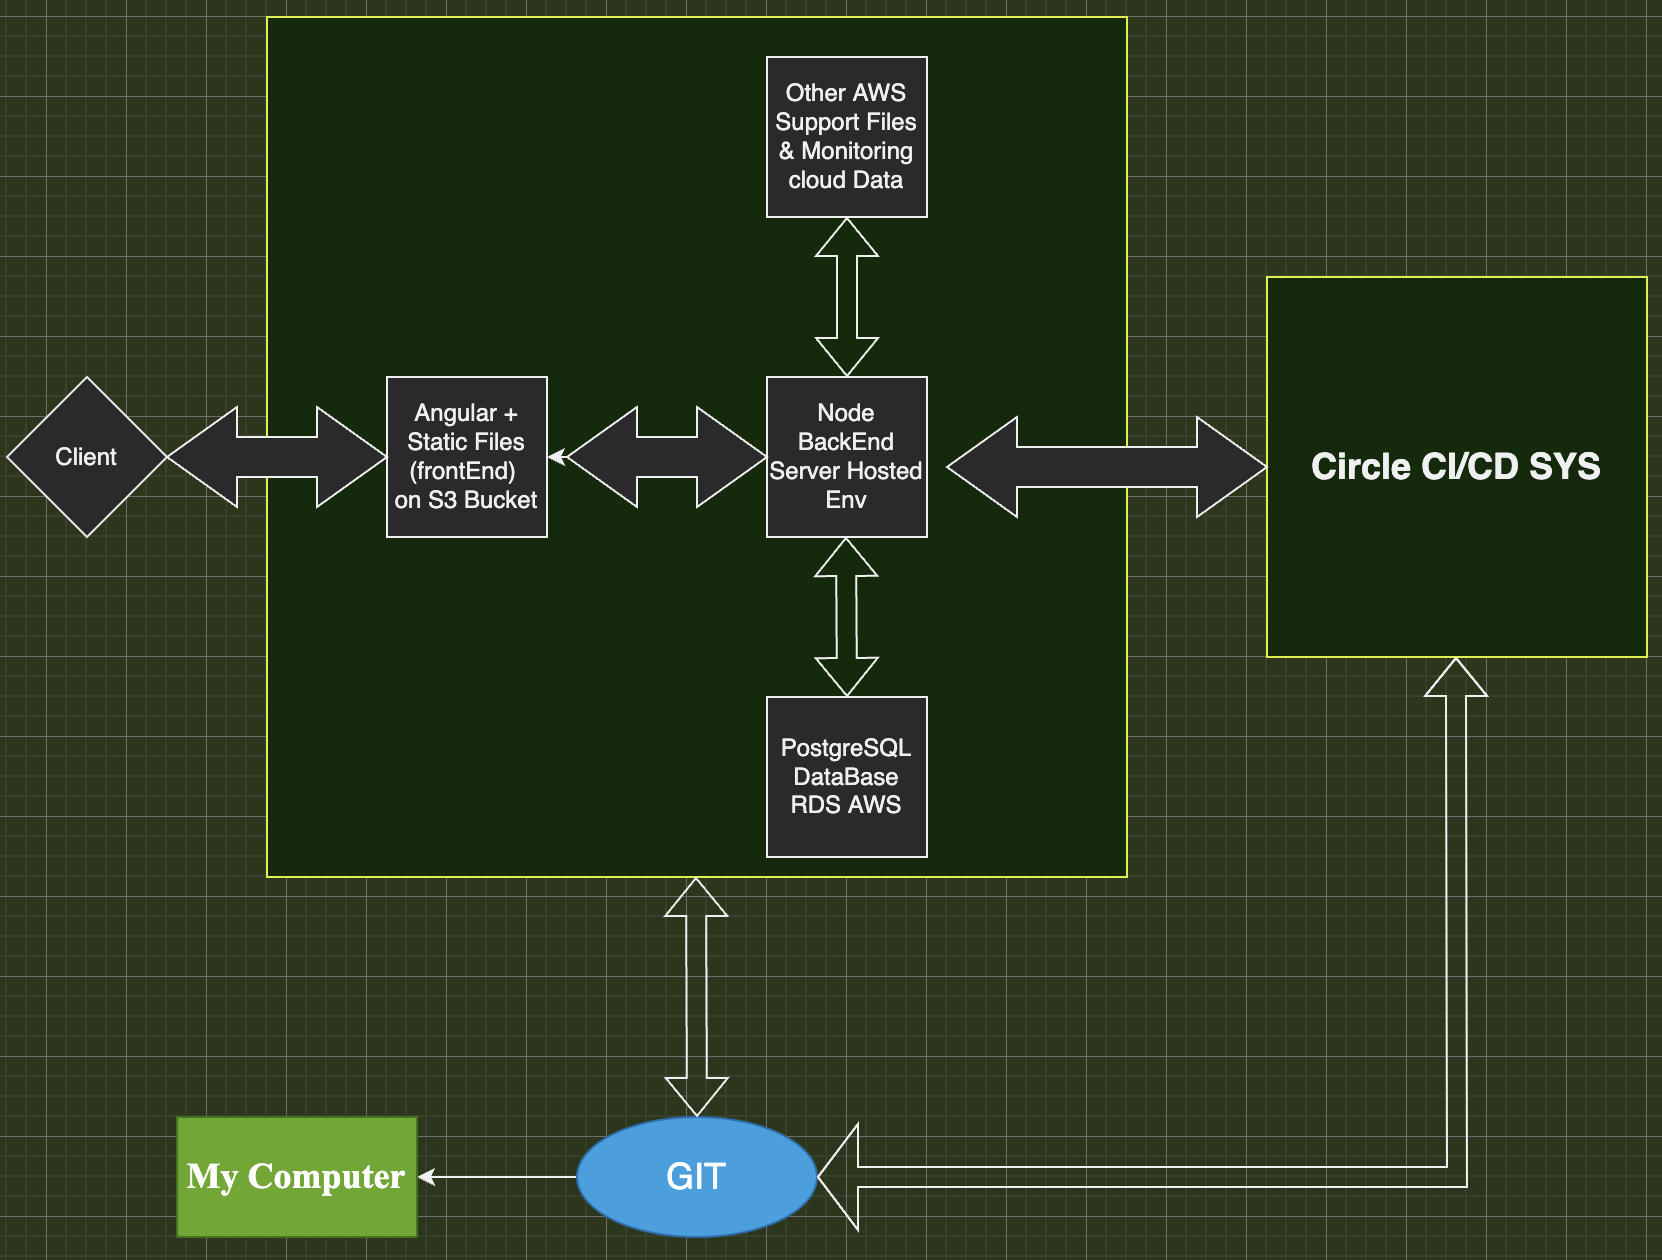 Other AWS
Support Files
& Monitoring
cloud Data
Client
Angular +
Static Files
(frontEnd)
on S3 Bucket
Node
BackEnd
Server Hosted
Env
Circle CI/CD SYS
PostgreSQL
DataBase
RDS AWS
My Computer
GIT